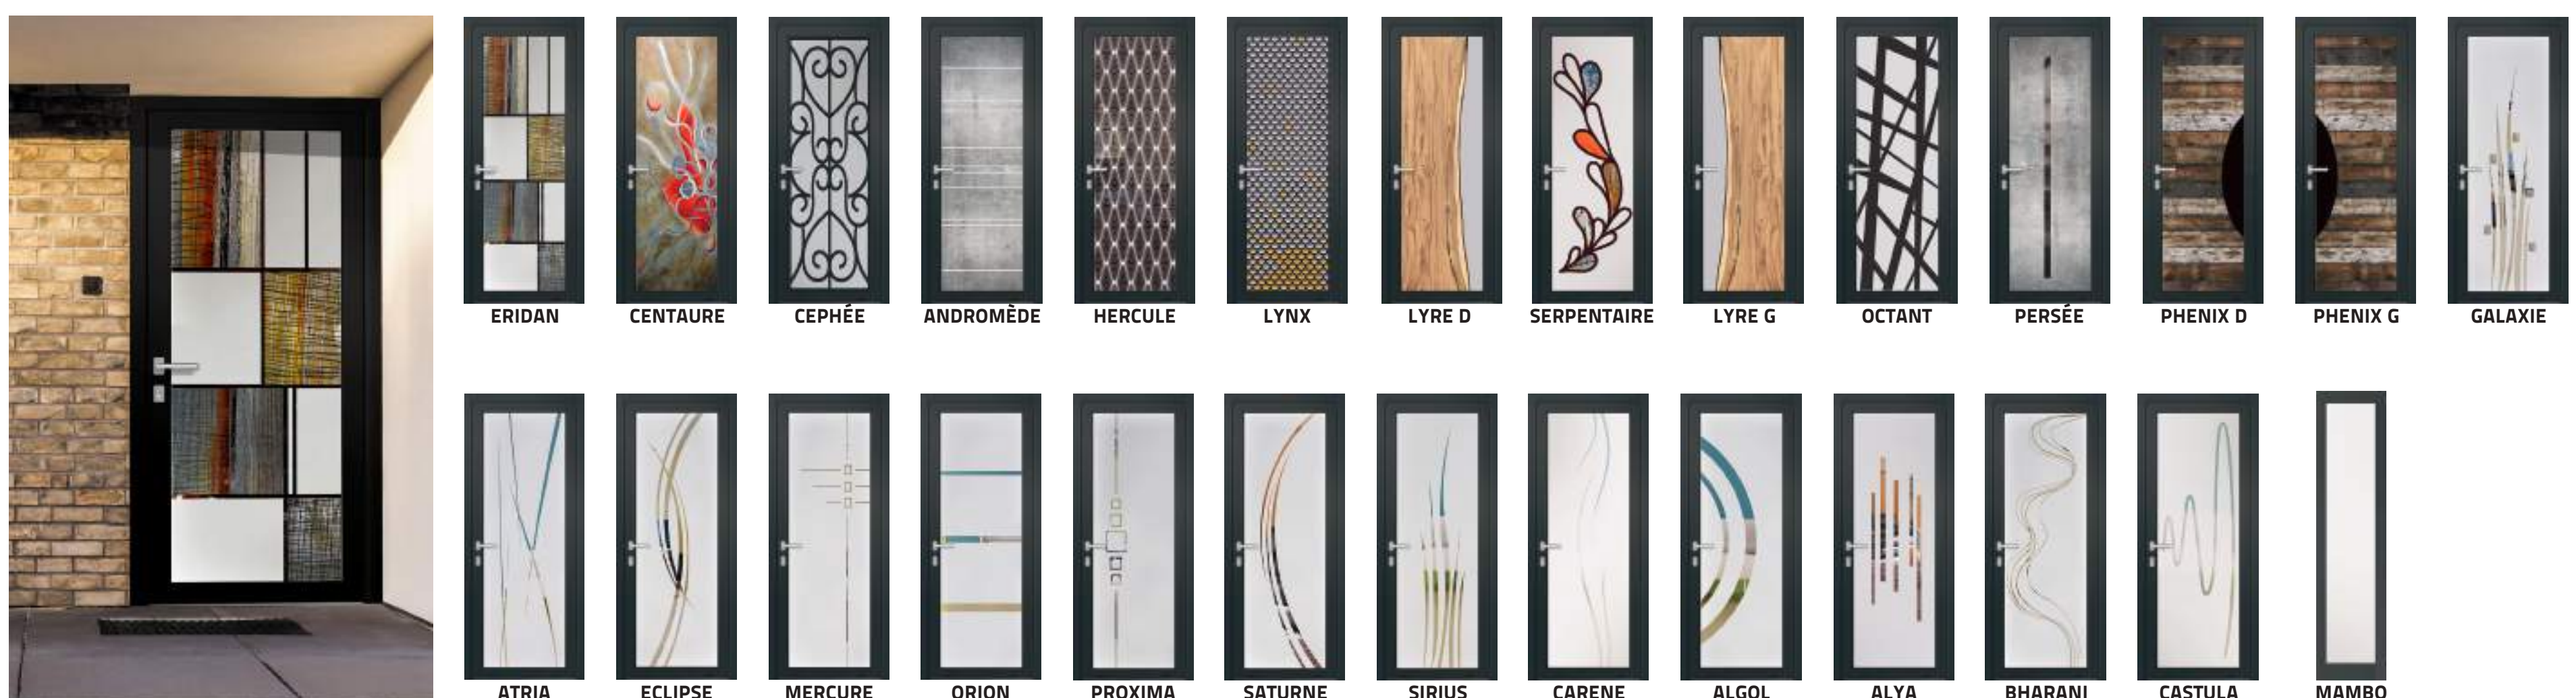 ERIDAN CENTAURE CEPHÉE ANDROMÈDE HERCULE LYNX LYRE D SERPENTAIRE LYRE G OCTANT PERSÉE PHENIX D PHENIX G GALAXIE
ATRIA ECLIPSE MERCURE ORION PROXIMA SATURNE SIRIUS CARENE ALGOL ALYA BHARANI CASTULA MAMBO